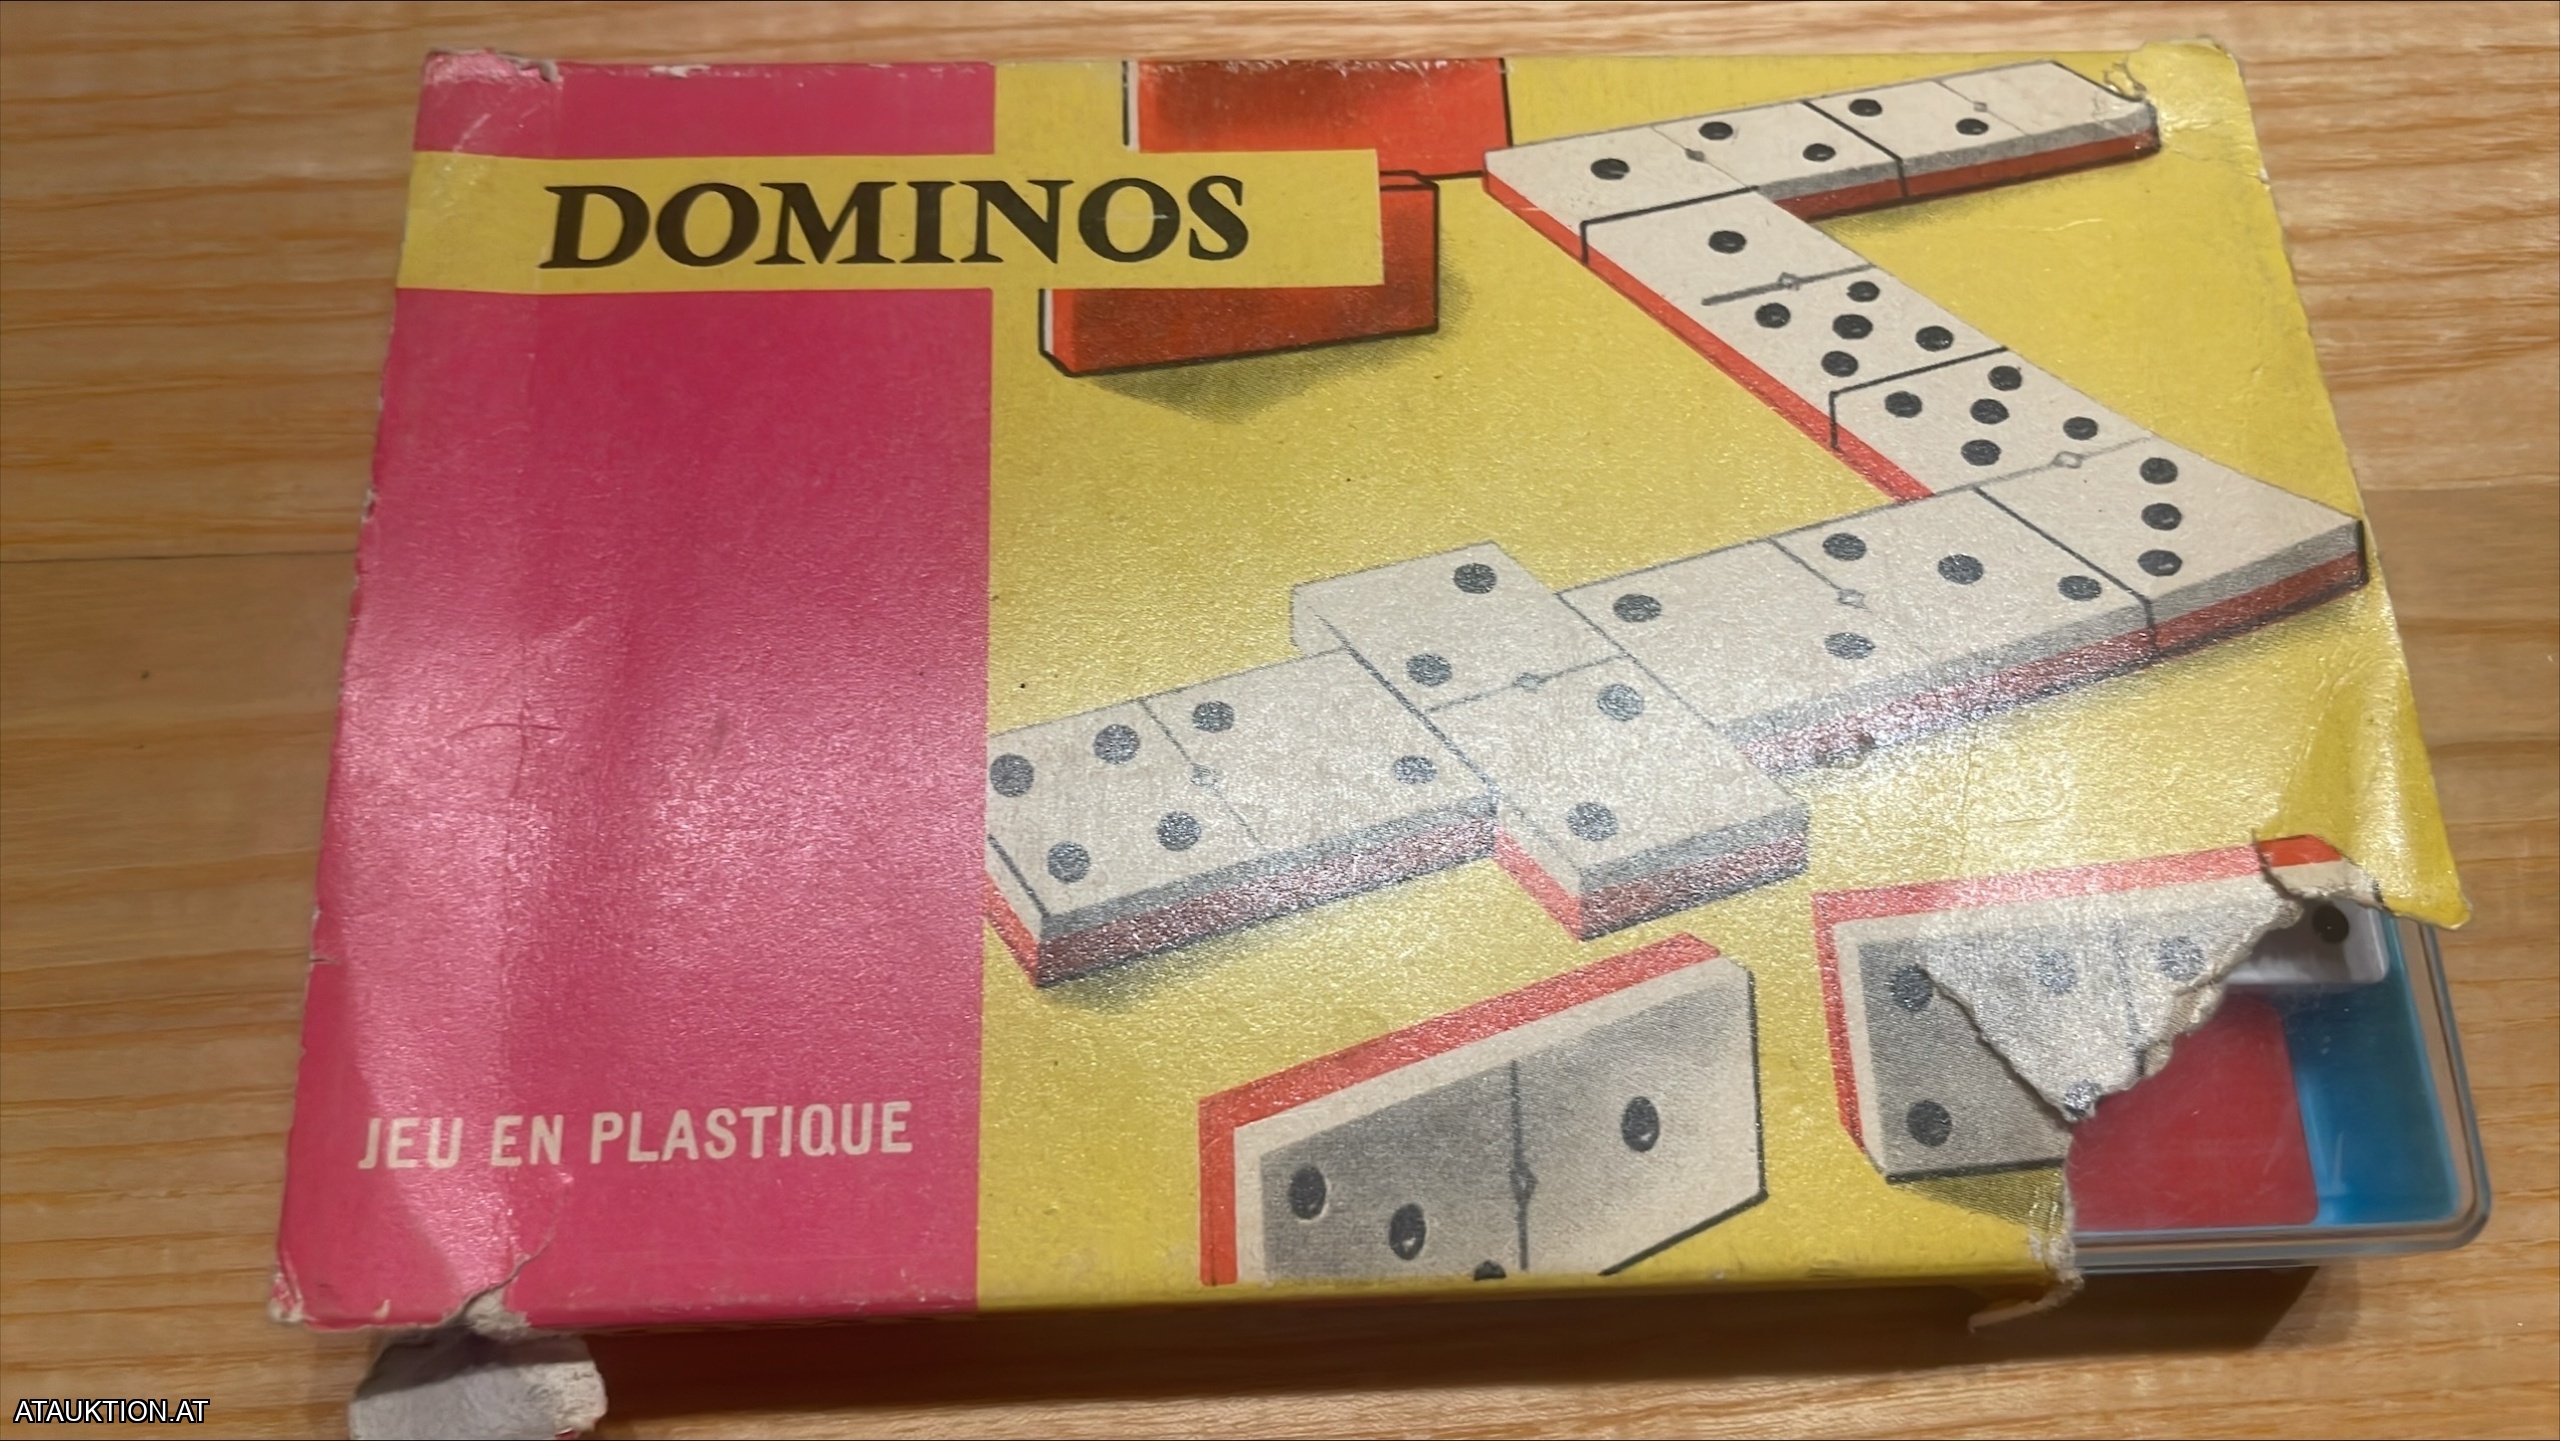 DOMINOS
JEU EN PLASTIQUE
ATAUKTION.AT